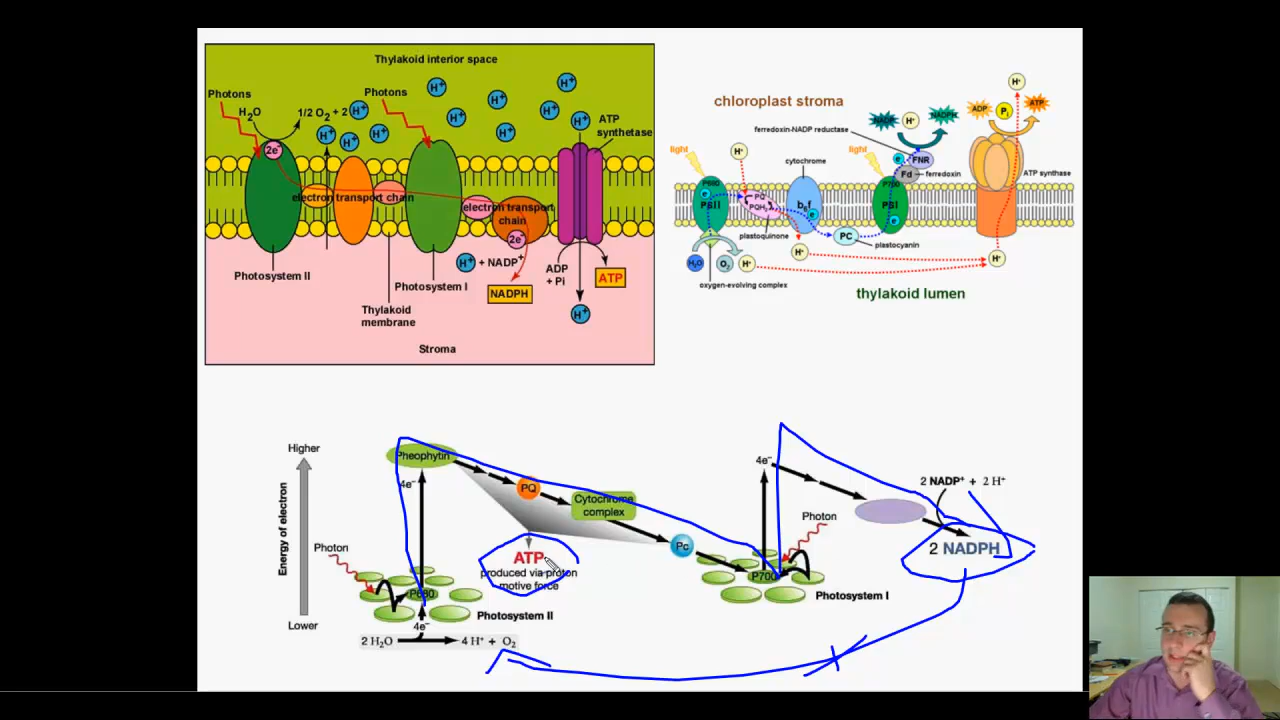 Thylakoid interior space
Photons
H₂O
1/2 O₂ + 2 H⁺
Photons
H⁺
H⁺
H⁺
H⁺
H⁺
H⁺
H⁺
H⁺
H⁺
ATP
synthetase
2e⁻
electron transport chain
electron transport
chain
2e⁻
Photosystem II
Photosystem I
H⁺ + NADP⁺
NADPH
ADP
+ Pi
ATP
H⁺
Thylakoid
membrane
Stroma
chloroplast stroma
ferredoxin-NADP reductase
NADP
H⁺
NADPH
ADP
Pi
ATP
H⁺
light
H⁺
cytochrome
light
e
FNR
Fd
ferredoxin
ATP synthase
P680
e
PSII
PQ
PQH₂
b₆f
e
P700
PSI
e
plastoquinone
PC
plastocyanin
H₂O
O₂
H⁺
H⁺
H⁺
oxygen-evolving complex
thylakoid lumen
Higher
Energy of electron
Lower
Pheophytin
4e⁻
PQ
Cytochrome
complex
Pc
ATP
produced via proton
motive force
Photon
P680
Photosystem II
4e⁻
2 H₂O
4 H⁺ + O₂
4e⁻
Photon
P700
Photosystem I
2 NADP⁺ + 2 H⁺
2 NADPH